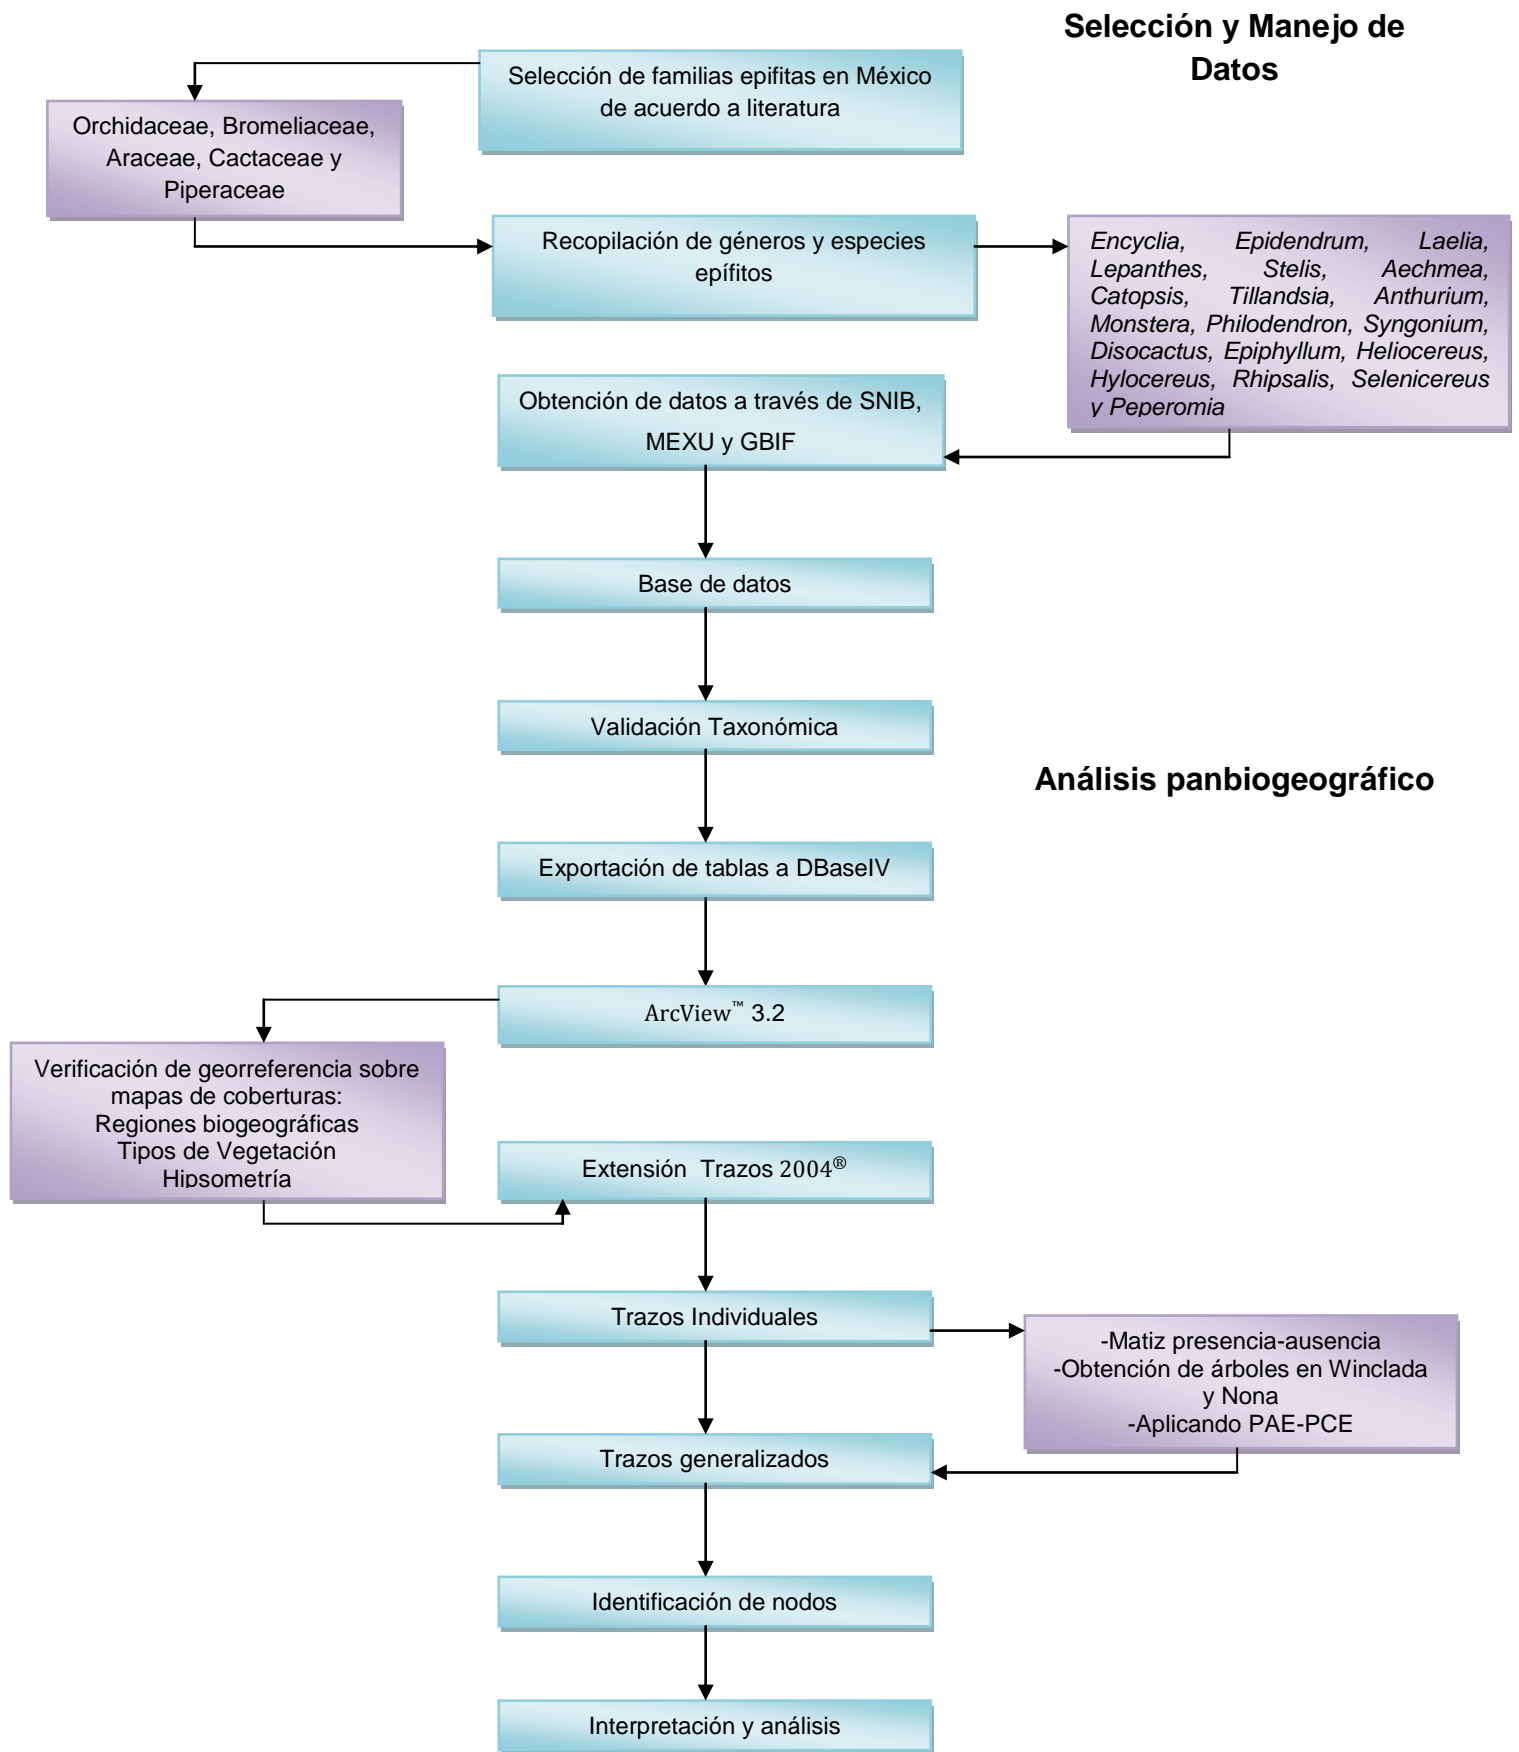 Selección y Manejo de
Datos
Selección de familias epifitas en México
de acuerdo a literatura
Orchidaceae, Bromeliaceae,
Araceae, Cactaceae y
Piperaceae
Recopilación de géneros y especies
epífitos
Encyclia, Epidendrum, Laelia,
Lepanthes, Stelis, Aechmea,
Catopsis, Tillandsia, Anthurium,
Monstera, Philodendron, Syngonium,
Disocactus, Epiphyllum, Heliocereus,
Hylocereus, Rhipsalis, Selenicereus
y Peperomia
Obtención de datos a través de SNIB,
MEXU y GBIF
Base de datos
Validación Taxonómica
Análisis panbiogeográfico
Exportación de tablas a DBaseIV
ArcView™ 3.2
Verificación de georreferencia sobre
mapas de coberturas:
Regiones biogeográficas
Tipos de Vegetación
Hipsometría
Extensión Trazos 2004®
Trazos Individuales
-Matiz presencia-ausencia
-Obtención de árboles en Winclada
y Nona
-Aplicando PAE-PCE
Trazos generalizados
Identificación de nodos
Interpretación y análisis